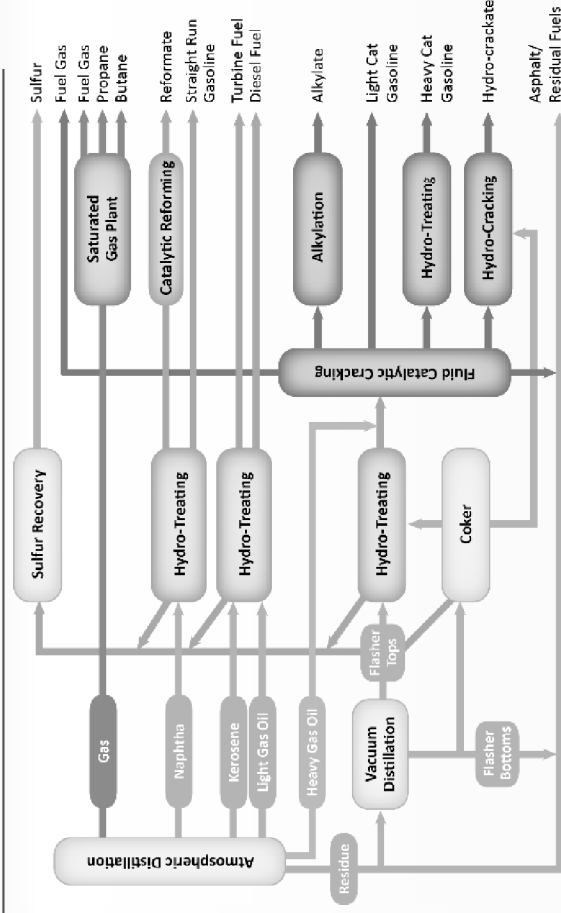 Atmospheric Distillation
Gas
Naphtha
Kerosene
Light Gas Oil
Heavy Gas Oil
Residue
Vacuum
Distillation
Flasher
Tops
Flasher
Bottoms
Sulfur Recovery
Hydro-Treating
Hydro-Treating
Hydro-Treating
Coker
Fluid Catalytic Cracking
Saturated
Gas Plant
Catalytic Reforming
Alkylation
Hydro-Treating
Hydro-Cracking
Sulfur
Fuel Gas
Fuel Gas
Propane
Butane
Reformate
Straight Run
Gasoline
Turbine Fuel
Diesel Fuel
Alkylate
Light Cat
Gasoline
Heavy Cat
Gasoline
Hydro-crackate
Asphalt/
Residual Fuels